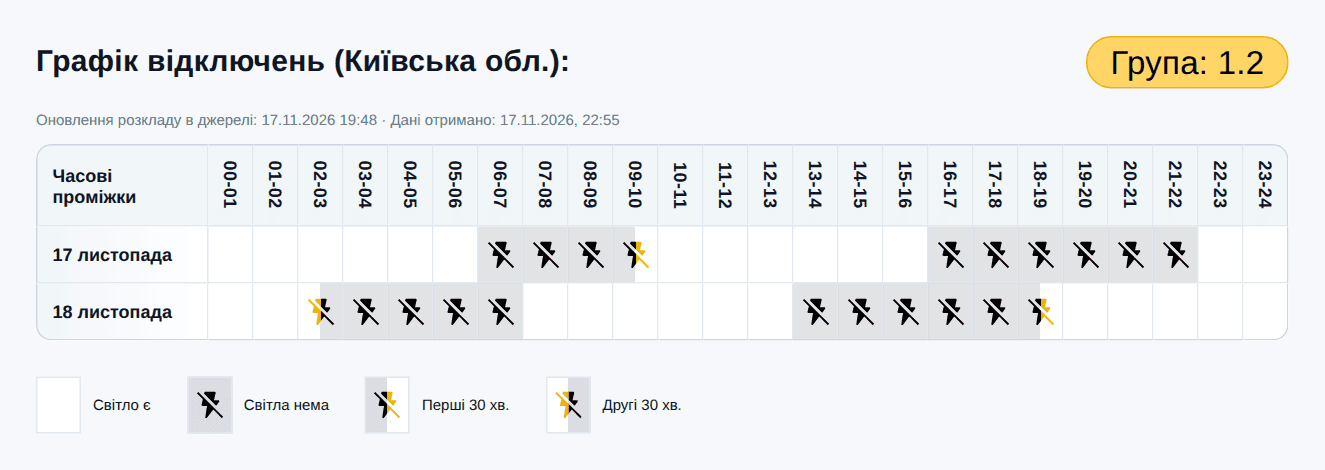 Графік відключень (Київська обл.):
Група: 1.2
Оновлення розкладу в джерелі: 17.11.2026 19:48 · Дані отримано: 17.11.2026, 22:55
Часові
проміжки
00-01 01-02 02-03 03-04 04-05 05-06 06-07 07-08 08-09 09-10 10-11 11-12 12-13 13-14 14-15 15-16 16-17 17-18 18-19 19-20 20-21 21-22 22-23 23-24
17 листопада
18 листопада
Світло є Світла нема Перші 30 хв. Другі 30 хв.